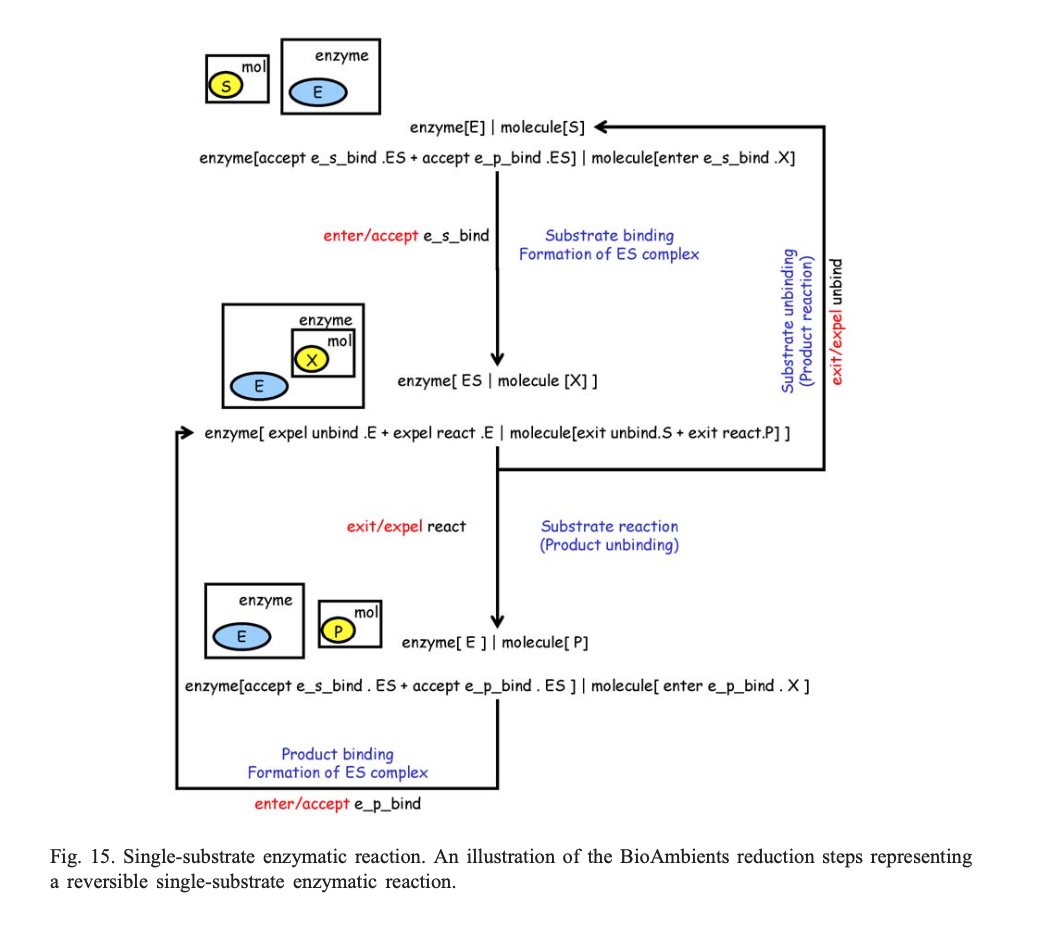 mol
enzyme
S
E
enzyme[E] | molecule[S]
enzyme[accept e_s_bind .ES + accept e_p_bind .ES] | molecule[enter e_s_bind .X]
enter/accept e_s_bind
Substrate binding
Formation of ES complex
Substrate unbinding
(Product reaction)
exit/expel unbind
enzyme
mol
X
E
enzyme[ ES | molecule [X] ]
enzyme[ expel unbind .E + expel react .E | molecule[exit unbind.S + exit react.P] ]
exit/expel react
Substrate reaction
(Product unbinding)
enzyme
mol
E
P
enzyme[ E ] | molecule[ P]
enzyme[accept e_s_bind . ES + accept e_p_bind . ES ] | molecule[ enter e_p_bind . X ]
Product binding
Formation of ES complex
enter/accept e_p_bind
Fig. 15. Single-substrate enzymatic reaction. An illustration of the BioAmbients reduction steps representing
a reversible single-substrate enzymatic reaction.